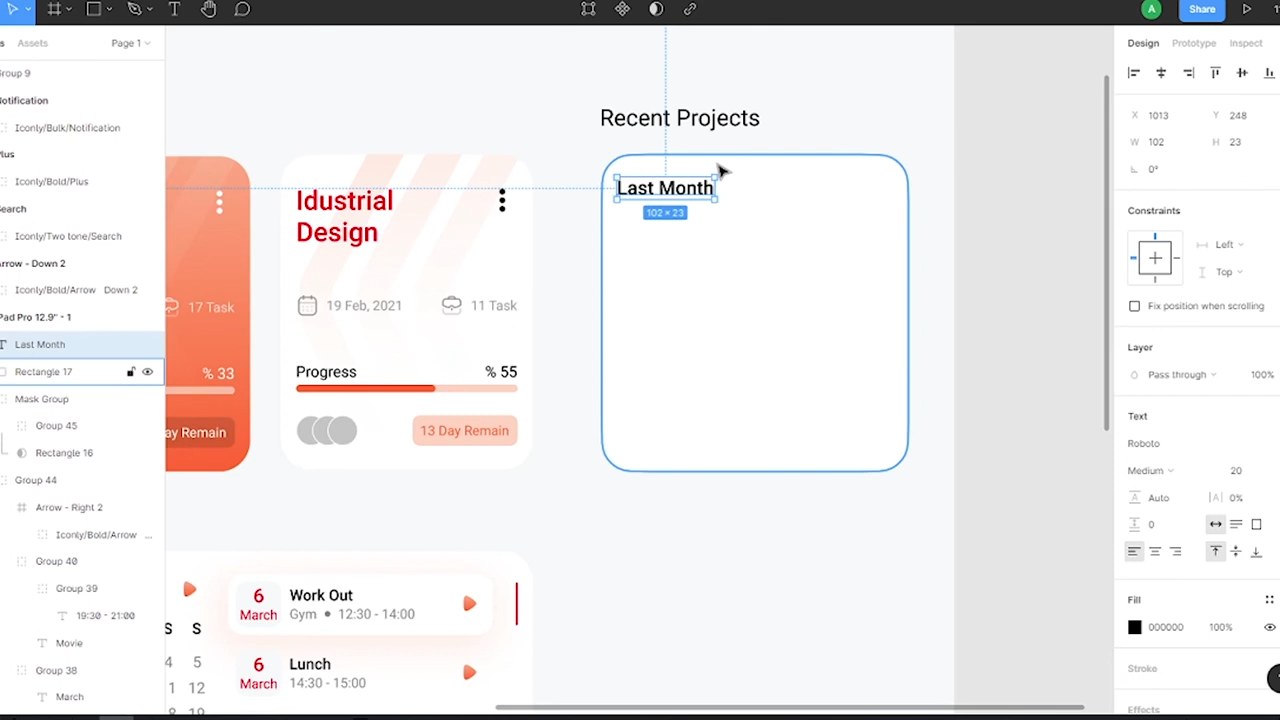 A
Share
s Assets Page 1
Group 9
Notification
Iconly/Bulk/Notification
Plus
Iconly/Bold/Plus
Search
Iconly/Two tone/Search
Arrow - Down 2
Iconly/Bold/Arrow Down 2
Pad Pro 12.9" - 1
Last Month
Rectangle 17
Mask Group
Group 45
Rectangle 16
Group 44
Arrow - Right 2
Iconly/Bold/Arrow ...
Group 40
Group 39
19:30 - 21:00
Movie
Group 38
March
17 Task
% 33
ay Remain
Idustrial
Design
19 Feb, 2021
11 Task
Progress
% 55
13 Day Remain
Recent Projects
Last Month
102 × 23
S S
4 5
1 12
6
March
Work Out
Gym • 12:30 - 14:00
6
March
Lunch
14:30 - 15:00
Design Prototype Inspect
X 1013 Y 248
W 102 H 23
0°
Constraints
Left
Top
Fix position when scrolling
Layer
Pass through 100%
Text
Roboto
Medium 20
Auto 0%
0
Fill
000000 100%
Stroke
Effects